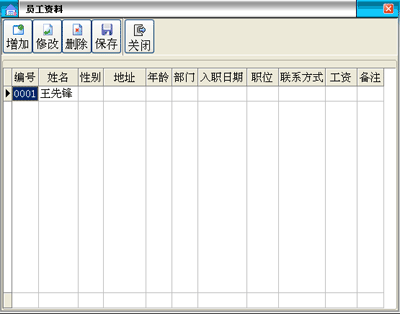 员工资料
增加 修改 删除 保存 关闭
编号 姓名 性别 地址 年龄 部门 入职日期 职位 联系方式 工资 备注
0001 王先锋